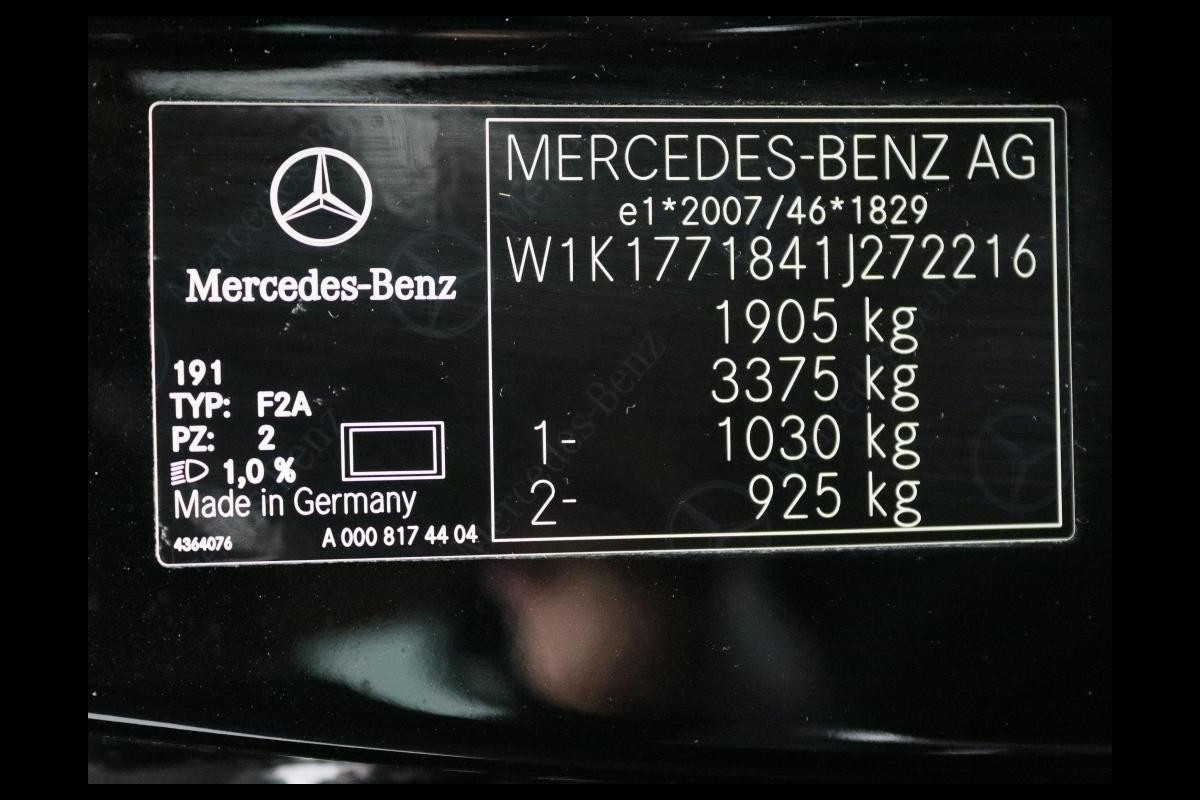 Mercedes-Benz
191
TYP: F2A
PZ: 2
1,0 %
Made in Germany
4364076
A 000 817 44 04
MERCEDES-BENZ AG
e1*2007/46*1829
W1K1771841J272216
1905 kg
3375 kg
1- 1030 kg
2- 925 kg